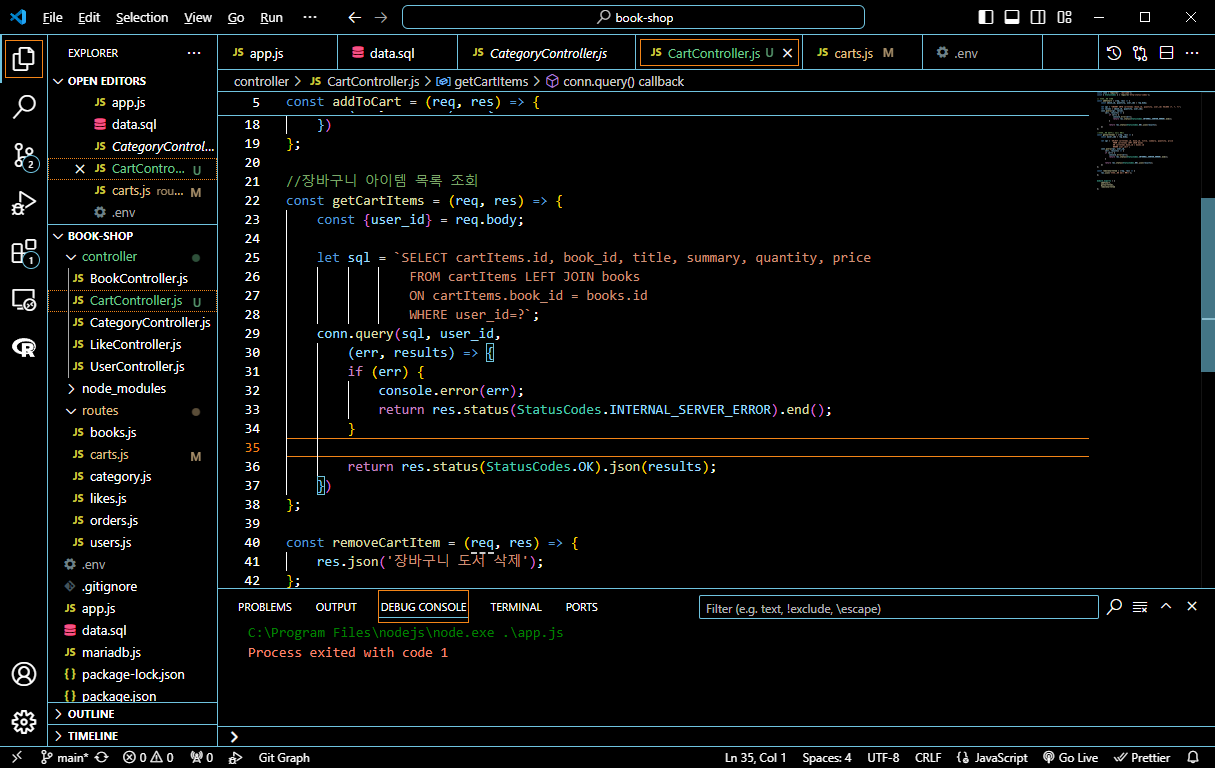 File Edit Selection View Go Run ··· book-shop
EXPLORER ···
OPEN EDITORS
JS app.js
data.sql
JS CategoryControl...
JS CartContro... U
JS carts.js rou... M
.env
BOOK-SHOP
controller
JS BookController.js
JS CartController.js U
JS CategoryController.js
JS LikeController.js
JS UserController.js
node_modules
routes
JS books.js
JS carts.js M
JS category.js
JS likes.js
JS orders.js
JS users.js
.env
.gitignore
JS app.js
data.sql
JS mariadb.js
{} package-lock.json
{} package.json
OUTLINE
TIMELINE
2
1
JS app.js data.sql JS CategoryController.js JS CartController.js U JS carts.js M .env
controller > JS CartController.js > getCartItems > conn.query() callback
5 const addToCart = (req, res) => {
18 })
19 };
20
21 //장바구니 아이템 목록 조회
22 const getCartItems = (req, res) => {
23 const {user_id} = req.body;
24
25 let sql = `SELECT cartItems.id, book_id, title, summary, quantity, price
26 FROM cartItems LEFT JOIN books
27 ON cartItems.book_id = books.id
28 WHERE user_id=?`;
29 conn.query(sql, user_id,
30 (err, results) => {
31 if (err) {
32 console.error(err);
33 return res.status(StatusCodes.INTERNAL_SERVER_ERROR).end();
34 }
35
36 return res.status(StatusCodes.OK).json(results);
37 })
38 };
39
40 const removeCartItem = (req, res) => {
41 res.json('장바구니 도서 삭제');
42 };
PROBLEMS OUTPUT DEBUG CONSOLE TERMINAL PORTS Filter (e.g. text, !exclude, \escape)
C:\Program Files\nodejs\node.exe .\app.js
Process exited with code 1
main* 0 0 0 Git Graph Ln 35, Col 1 Spaces: 4 UTF-8 CRLF {} JavaScript Go Live Prettier